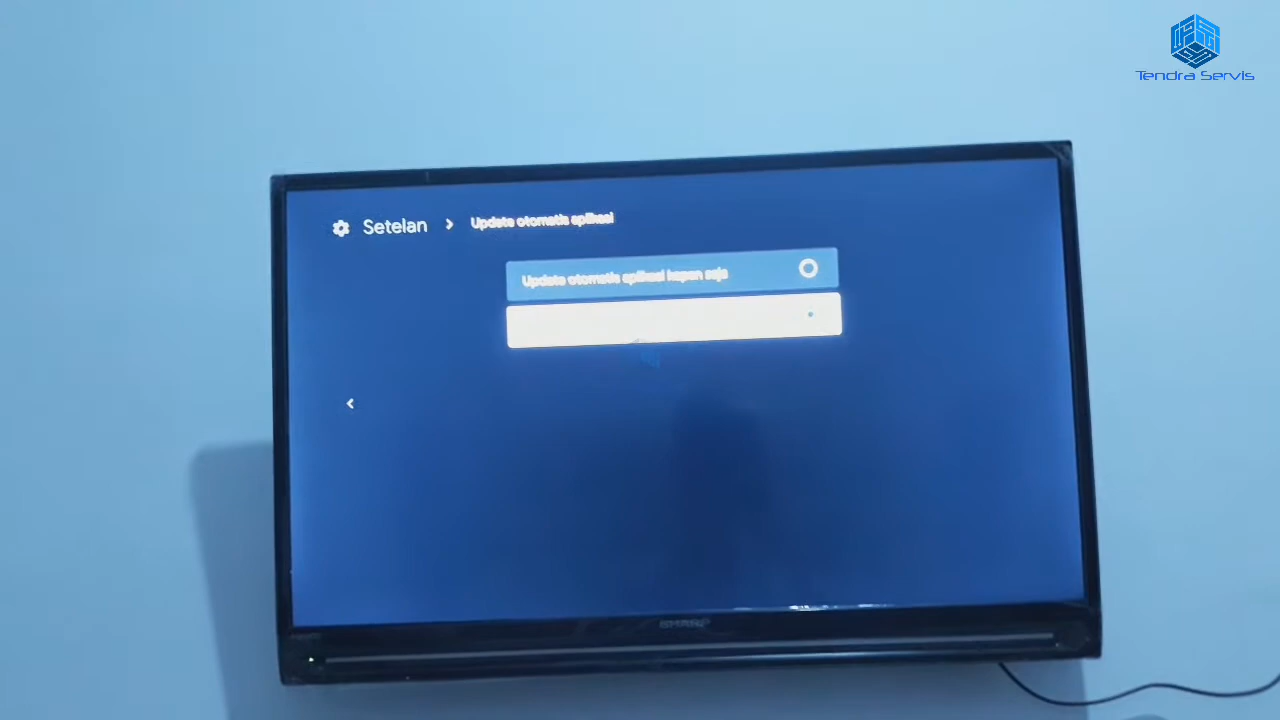 Tendra Servis
Setelan > Update otomatis aplikasi
Update otomatis aplikasi kapan saja
SHARP